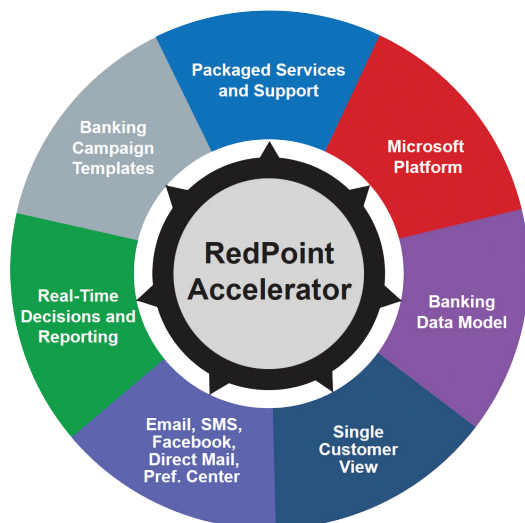 Packaged Services
and Support
Microsoft
Platform
Banking
Data Model
Single
Customer
View
Email, SMS,
Facebook,
Direct Mail,
Pref. Center
Real-Time
Decisions and
Reporting
Banking
Campaign
Templates
RedPoint
Accelerator